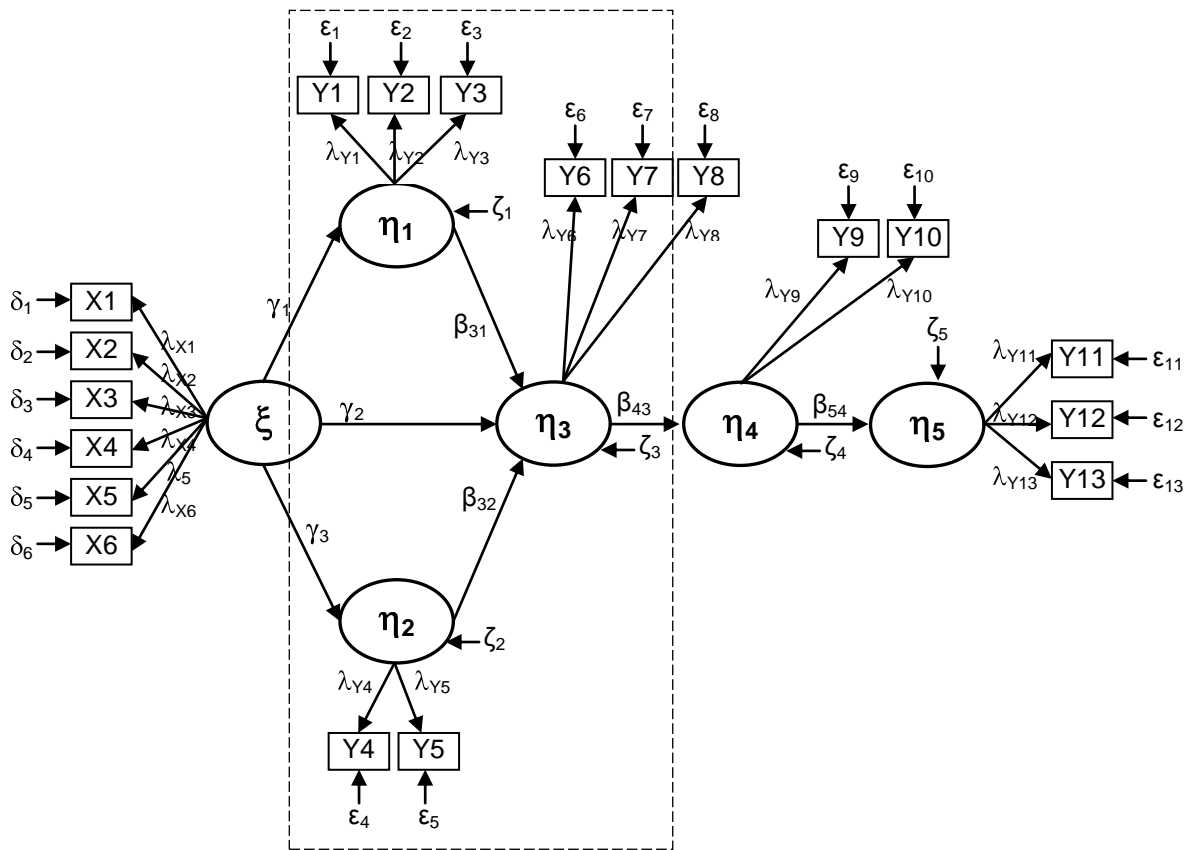 ε1 ε2 ε3
Y1 Y2 Y3
λY1 λY2 λY3
η1 ζ1
ε6 ε7 ε8
Y6 Y7 Y8
λY6 λY7 λY8
ε9 ε10
Y9 Y10
λY9 λY10
δ1 X1 λX1
δ2 X2 λX2
δ3 X3 λX3
δ4 X4 λX4
δ5 X5 λ5
δ6 X6 λX6
ξ
γ1
γ2
γ3
β31
β32
η3 ζ3
β43
η4 ζ4
β54
ζ5
η5
λY11 Y11 ε11
λY12 Y12 ε12
λY13 Y13 ε13
η2 ζ2
λY4 λY5
Y4 Y5
ε4 ε5